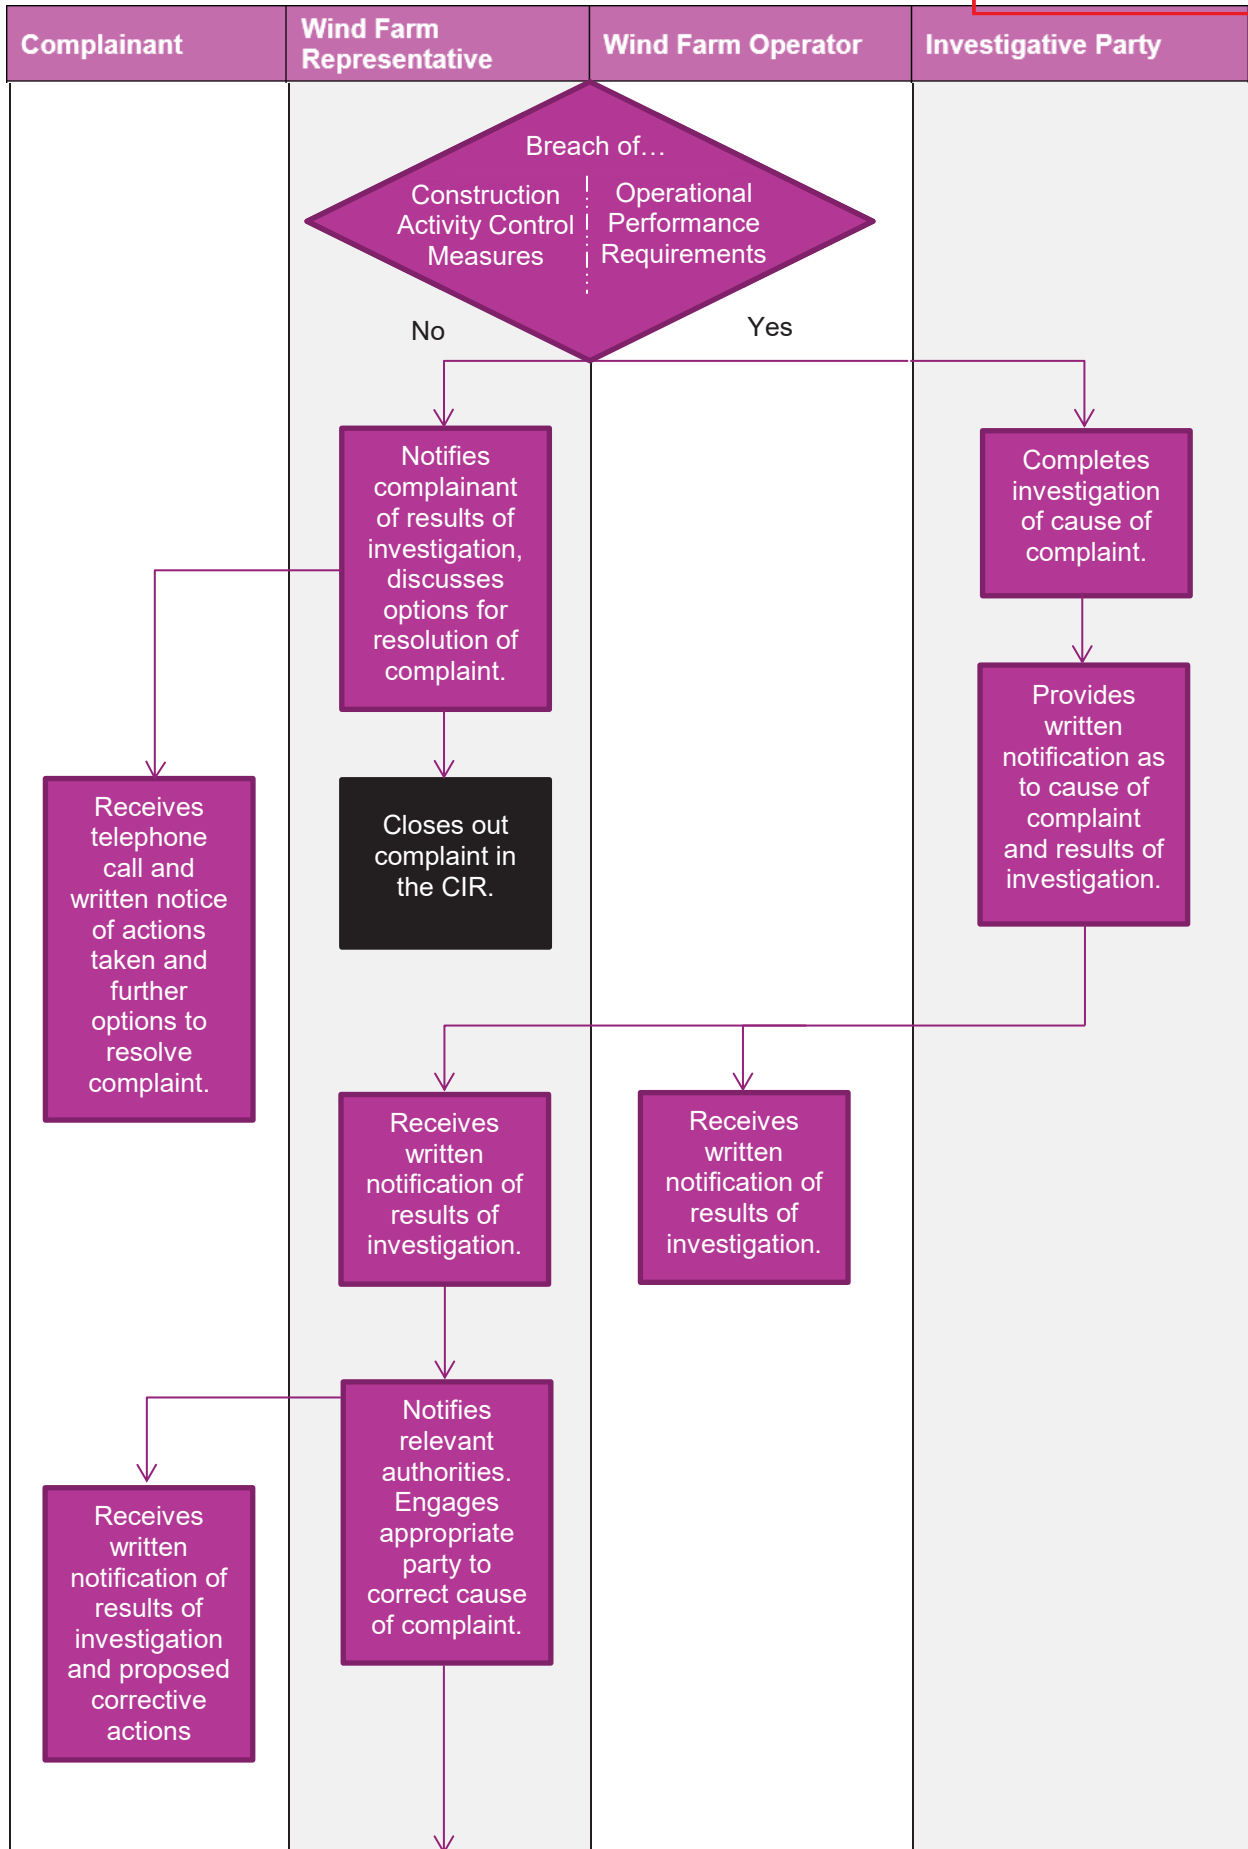 Complainant
Wind Farm
Representative
Wind Farm Operator
Investigative Party
Breach of…
Construction
Activity Control
Measures
Operational
Performance
Requirements
No
Yes
Notifies
complainant
of results of
investigation,
discusses
options for
resolution of
complaint.
Completes
investigation
of cause of
complaint.
Provides
written
notification as
to cause of
complaint
and results of
investigation.
Receives
telephone
call and
written notice
of actions
taken and
further
options to
resolve
complaint.
Closes out
complaint in
the CIR.
Receives
written
notification of
results of
investigation.
Receives
written
notification of
results of
investigation.
Notifies
relevant
authorities.
Engages
appropriate
party to
correct cause
of complaint.
Receives
written
notification of
results of
investigation
and proposed
corrective
actions